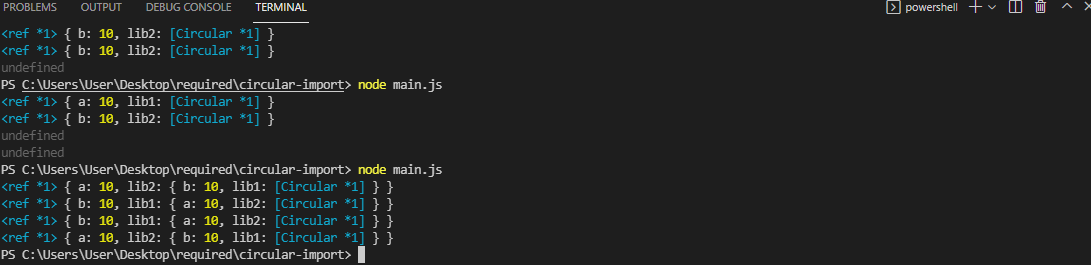 PROBLEMS OUTPUT DEBUG CONSOLE TERMINAL powershell
<ref *1> { b: 10, lib2: [Circular *1] }
<ref *1> { b: 10, lib2: [Circular *1] }
undefined
PS C:\Users\User\Desktop\required\circular-import> node main.js
<ref *1> { a: 10, lib1: [Circular *1] }
<ref *1> { b: 10, lib2: [Circular *1] }
undefined
undefined
PS C:\Users\User\Desktop\required\circular-import> node main.js
<ref *1> { a: 10, lib2: { b: 10, lib1: [Circular *1] } }
<ref *1> { b: 10, lib1: { a: 10, lib2: [Circular *1] } }
<ref *1> { b: 10, lib1: { a: 10, lib2: [Circular *1] } }
<ref *1> { a: 10, lib2: { b: 10, lib1: [Circular *1] } }
PS C:\Users\User\Desktop\required\circular-import>